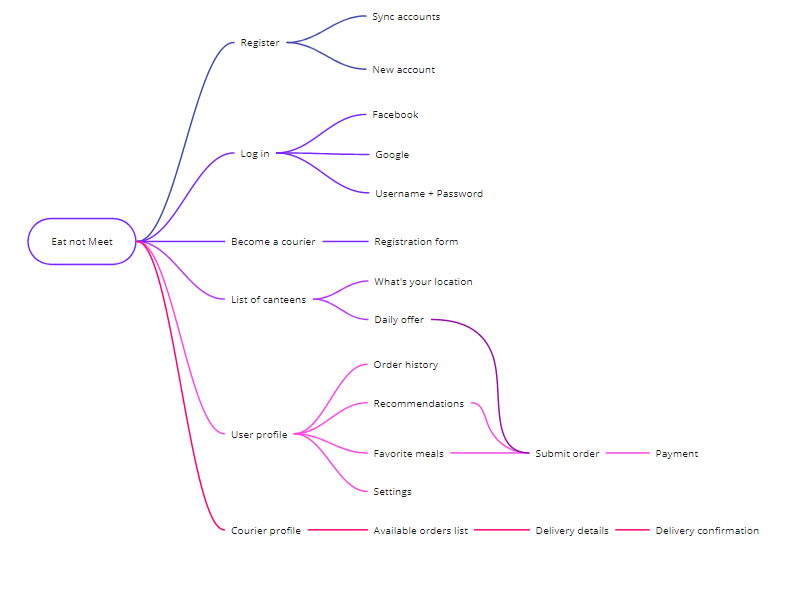 Sync accounts
Register
New account
Facebook
Log in
Google
Username + Password
Eat not Meet
Become a courier
Registration form
What's your location
List of canteens
Daily offer
Order history
Recommendations
User profile
Favorite meals
Submit order
Payment
Settings
Courier profile
Available orders list
Delivery details
Delivery confirmation